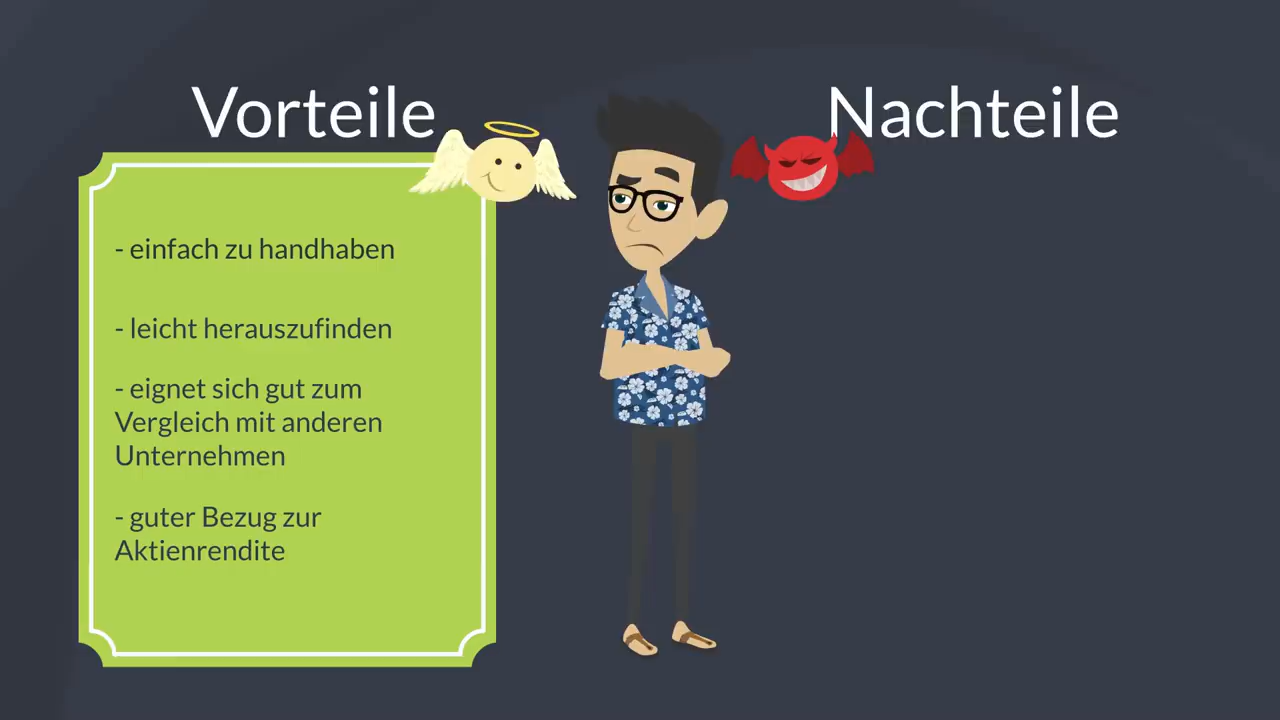 Vorteile
Nachteile
- einfach zu handhaben
- leicht herauszufinden
- eignet sich gut zum
Vergleich mit anderen
Unternehmen
- guter Bezug zur
Aktienrendite